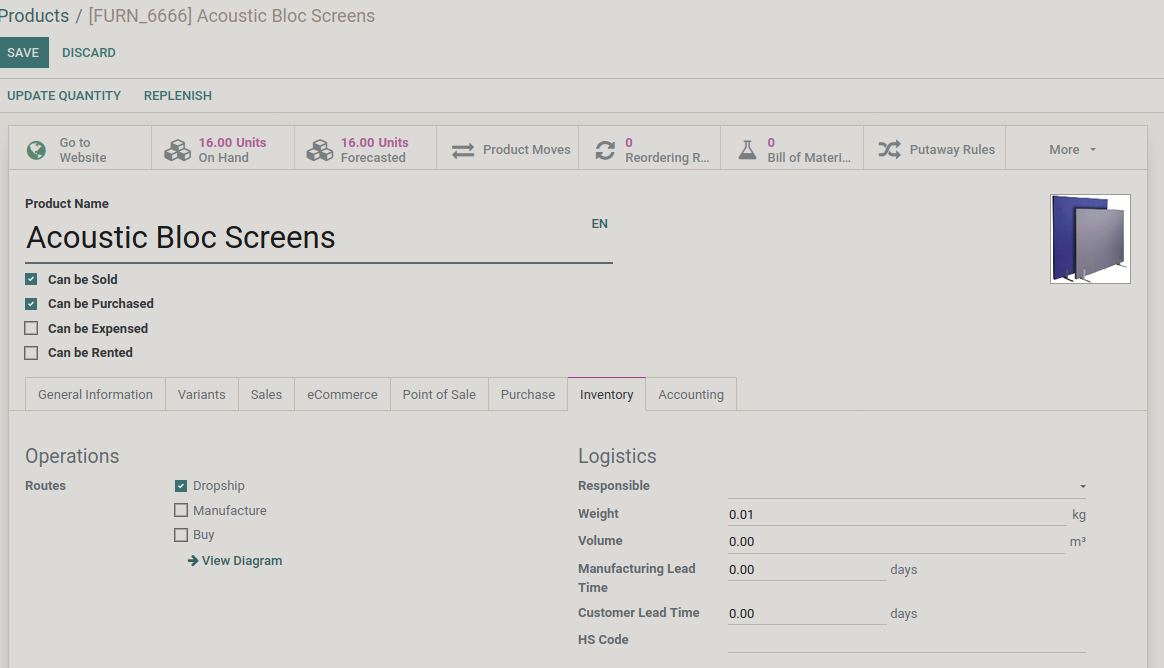 Products / [FURN_6666] Acoustic Bloc Screens
SAVE DISCARD
UPDATE QUANTITY REPLENISH
Go to Website
16.00 Units On Hand
16.00 Units Forecasted
Product Moves
0 Reordering R...
0 Bill of Materi...
Putaway Rules
More
Product Name
Acoustic Bloc Screens EN
Can be Sold
Can be Purchased
Can be Expensed
Can be Rented
General Information Variants Sales eCommerce Point of Sale Purchase Inventory Accounting
Operations
Routes Dropship
Manufacture
Buy
View Diagram
Logistics
Responsible
Weight 0.01 kg
Volume 0.00 m³
Manufacturing Lead Time 0.00 days
Customer Lead Time 0.00 days
HS Code